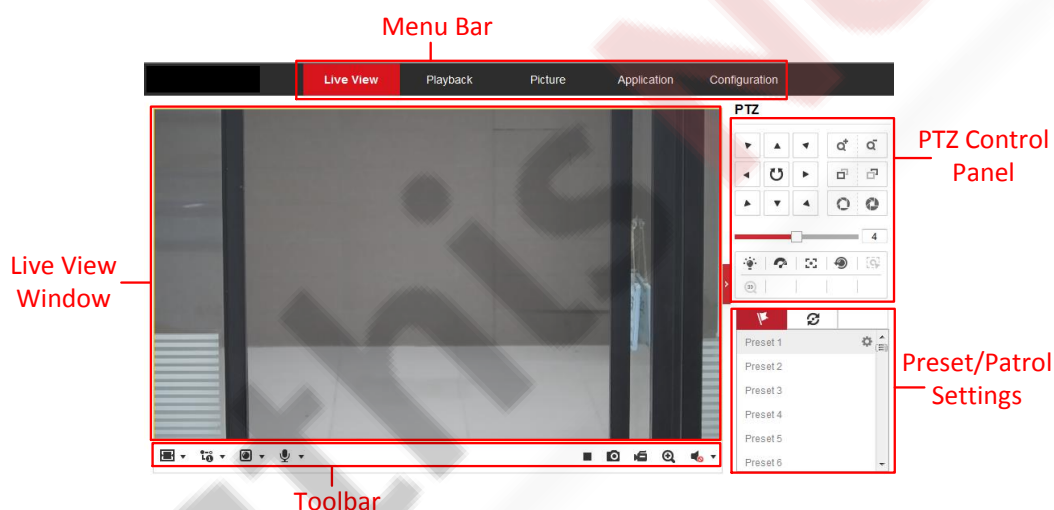 Menu Bar
Live View
Playback
Picture
Application
Configuration
PTZ
PTZ Control
Panel
4
Live View
Window
33
Preset 1
Preset 2
Preset 3
Preset 4
Preset 5
Preset 6
Preset/Patrol
Settings
Toolbar